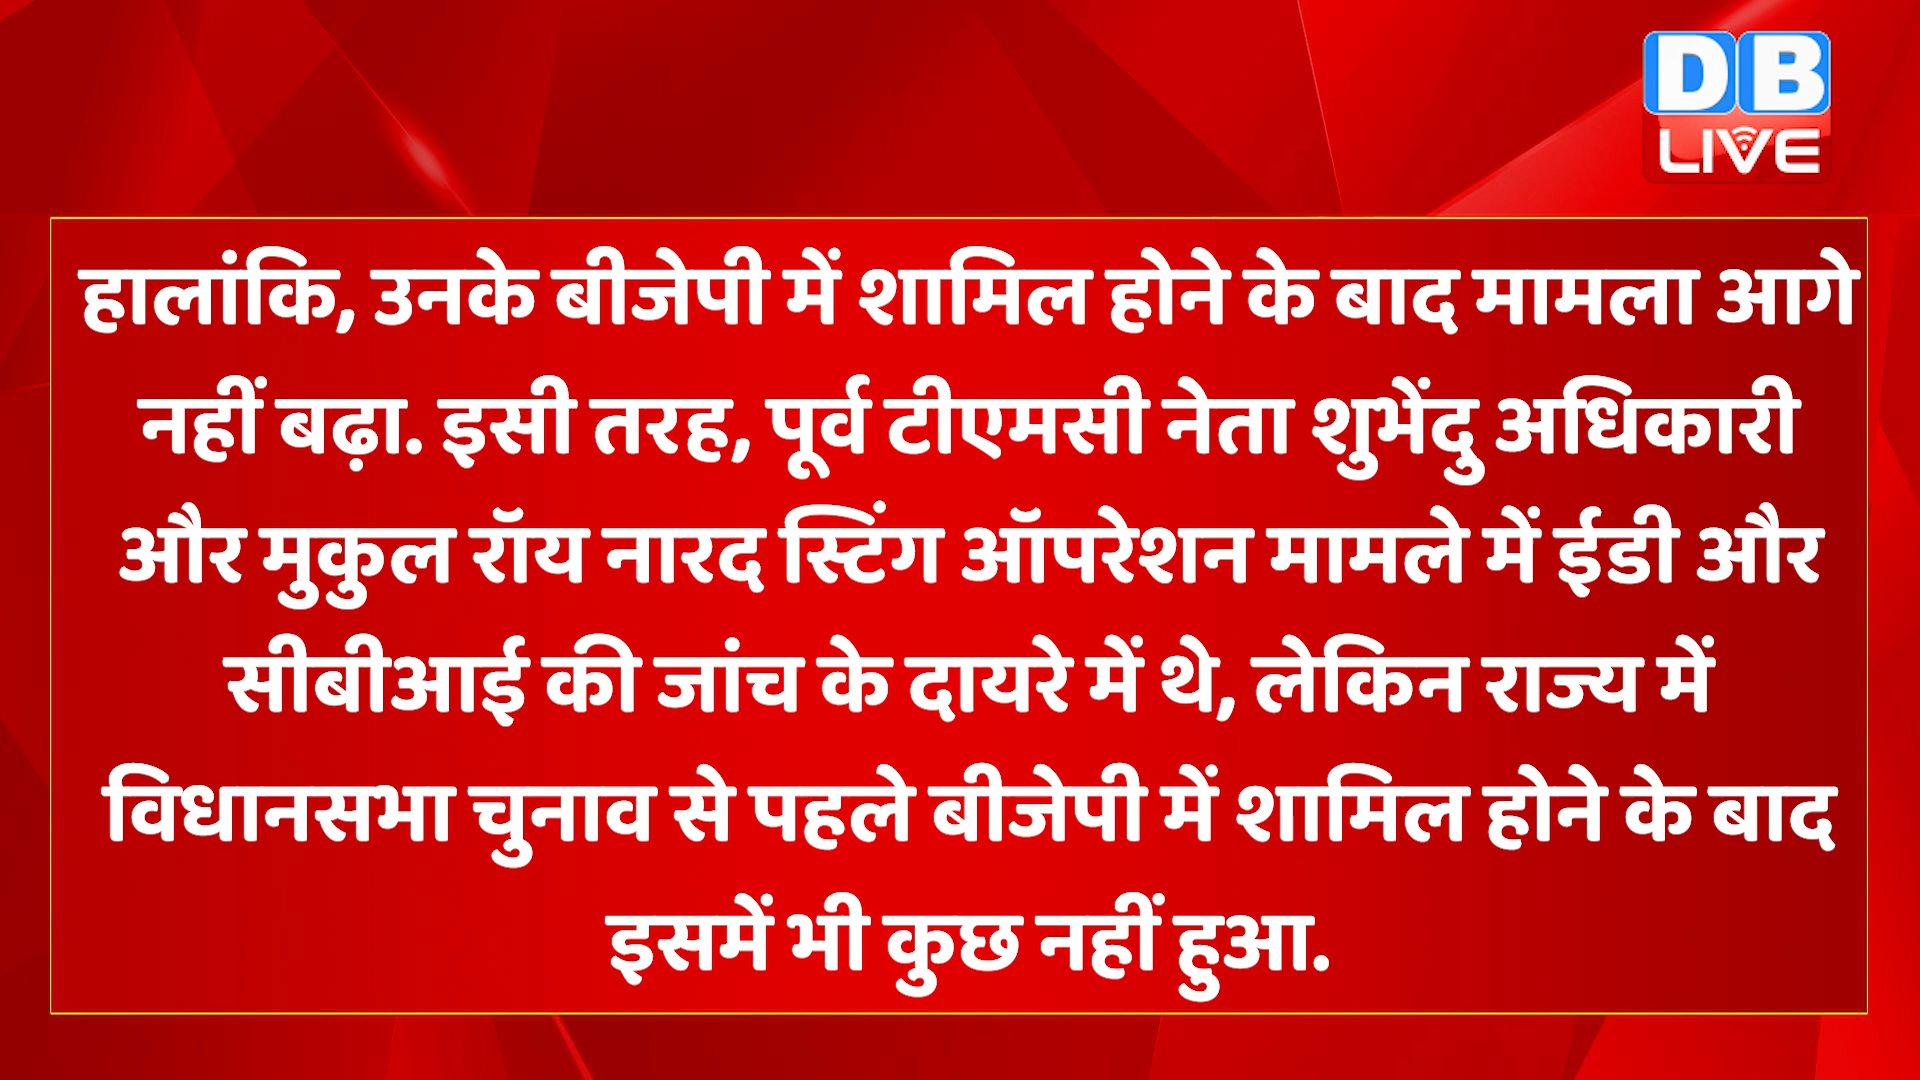 DB
LIVE
हालांकि, उनके बीजेपी में शामिल होने के बाद मामला आगे
नहीं बढ़ा. इसी तरह, पूर्व टीएमसी नेता शुभेंदु अधिकारी
और मुकुल रॉय नारद स्टिंग ऑपरेशन मामले में ईडी और
सीबीआई की जांच के दायरे में थे, लेकिन राज्य में
विधानसभा चुनाव से पहले बीजेपी में शामिल होने के बाद
इसमें भी कुछ नहीं हुआ.